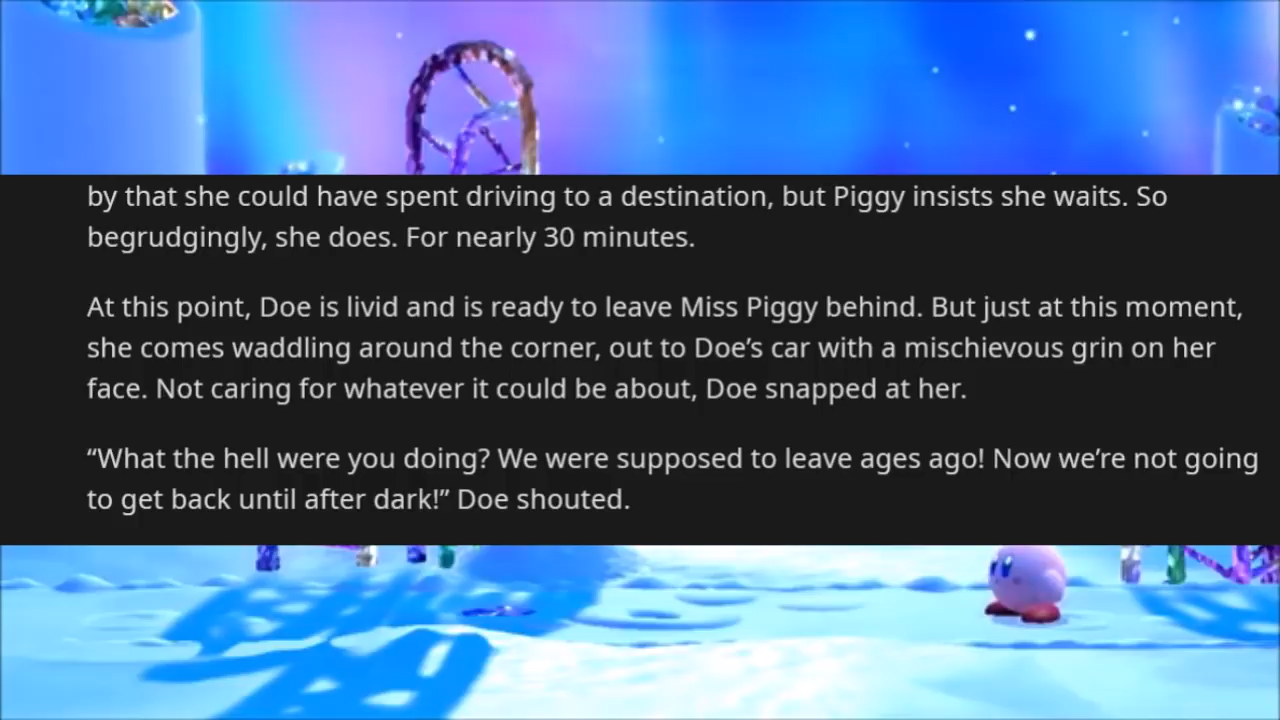 by that she could have spent driving to a destination, but Piggy insists she waits. So
begrudgingly, she does. For nearly 30 minutes.
At this point, Doe is livid and is ready to leave Miss Piggy behind. But just at this moment,
she comes waddling around the corner, out to Doe’s car with a mischievous grin on her
face. Not caring for whatever it could be about, Doe snapped at her.
“What the hell were you doing? We were supposed to leave ages ago! Now we’re not going
to get back until after dark!” Doe shouted.